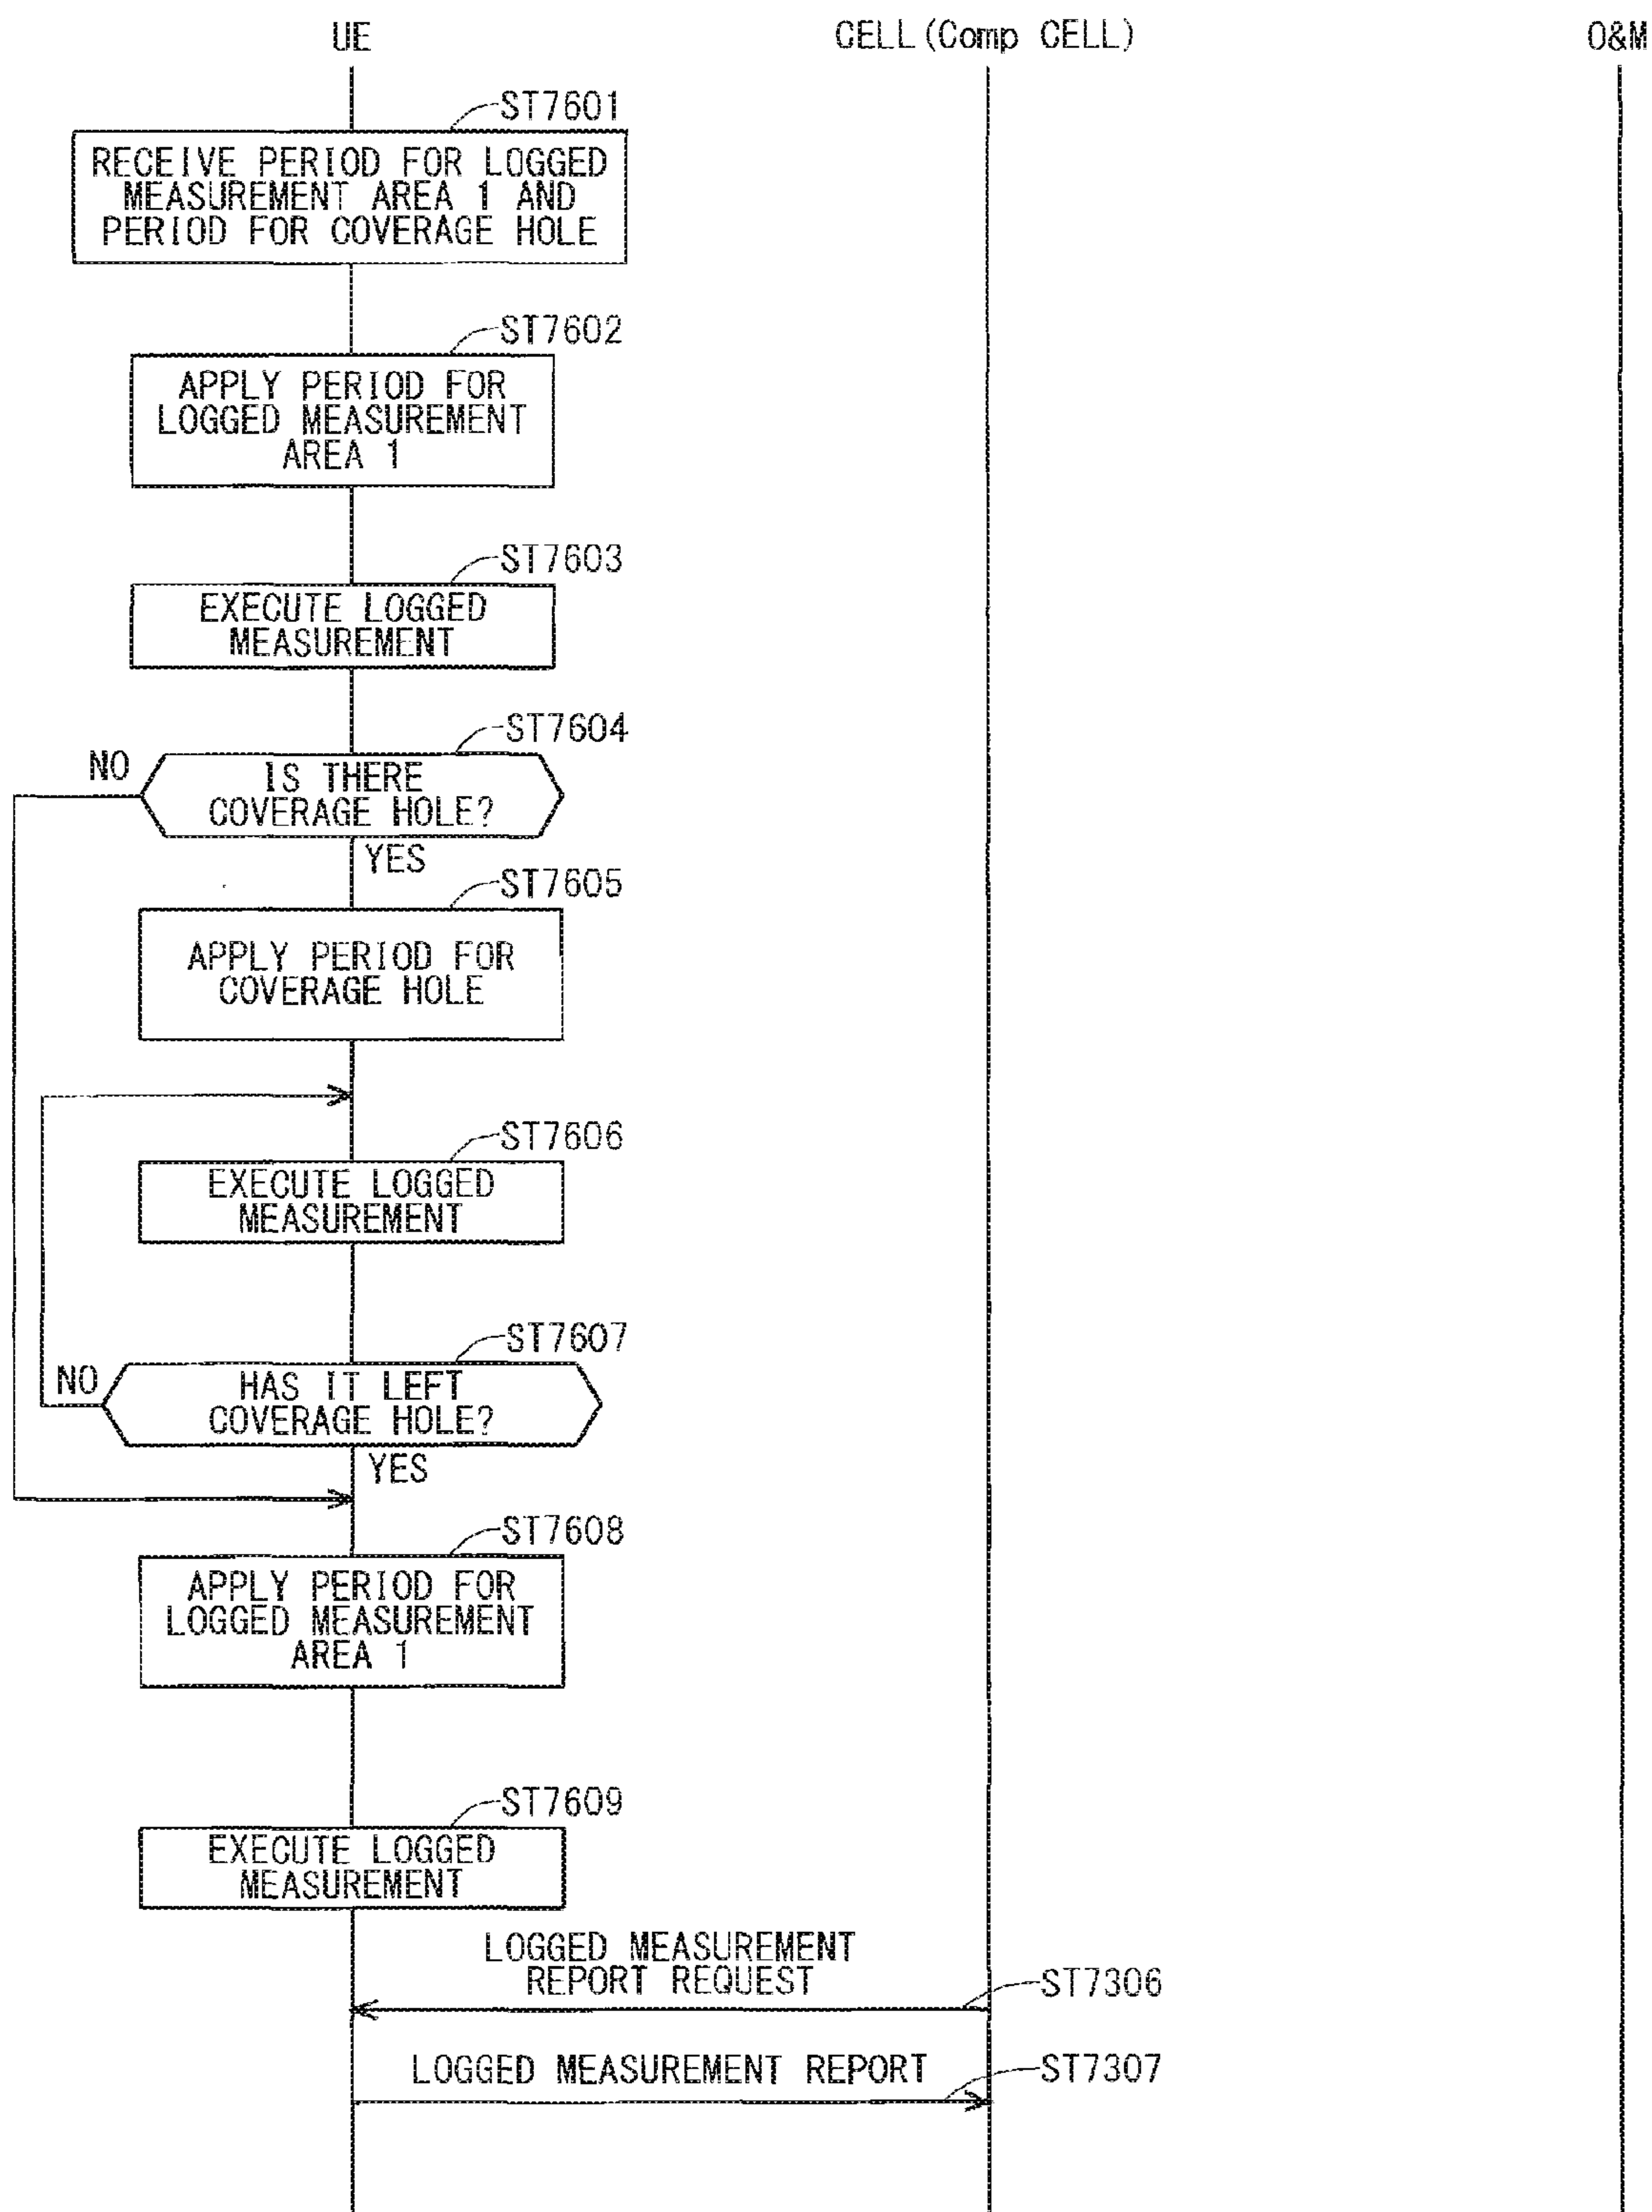 UE
CELL(Comp CELL)
O&M
ST7601
RECEIVE PERIOD FOR LOGGED
MEASUREMENT AREA 1 AND
PERIOD FOR COVERAGE HOLE
ST7602
APPLY PERIOD FOR
LOGGED MEASUREMENT
AREA 1
ST7603
EXECUTE LOGGED
MEASUREMENT
ST7604
NO
IS THERE
COVERAGE HOLE?
YES
ST7605
APPLY PERIOD FOR
COVERAGE HOLE
ST7606
EXECUTE LOGGED
MEASUREMENT
ST7607
NO
HAS IT LEFT
COVERAGE HOLE?
YES
ST7608
APPLY PERIOD FOR
LOGGED MEASUREMENT
AREA 1
ST7609
EXECUTE LOGGED
MEASUREMENT
LOGGED MEASUREMENT
REPORT REQUEST
ST7306
LOGGED MEASUREMENT REPORT
ST7307